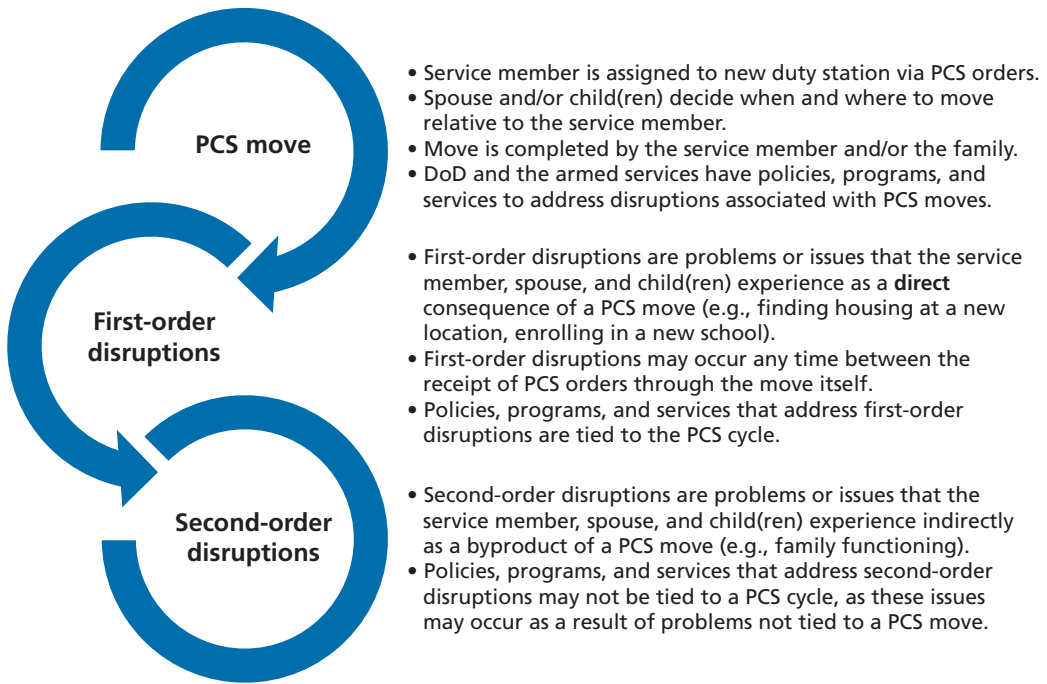 PCS move
• Service member is assigned to new duty station via PCS orders.
• Spouse and/or child(ren) decide when and where to move
relative to the service member.
• Move is completed by the service member and/or the family.
• DoD and the armed services have policies, programs, and
services to address disruptions associated with PCS moves.
First-order
disruptions
• First-order disruptions are problems or issues that the service
member, spouse, and child(ren) experience as a direct
consequence of a PCS move (e.g., finding housing at a new
location, enrolling in a new school).
• First-order disruptions may occur any time between the
receipt of PCS orders through the move itself.
• Policies, programs, and services that address first-order
disruptions are tied to the PCS cycle.
Second-order
disruptions
• Second-order disruptions are problems or issues that the
service member, spouse, and child(ren) experience indirectly
as a byproduct of a PCS move (e.g., family functioning).
• Policies, programs, and services that address second-order
disruptions may not be tied to a PCS cycle, as these issues
may occur as a result of problems not tied to a PCS move.